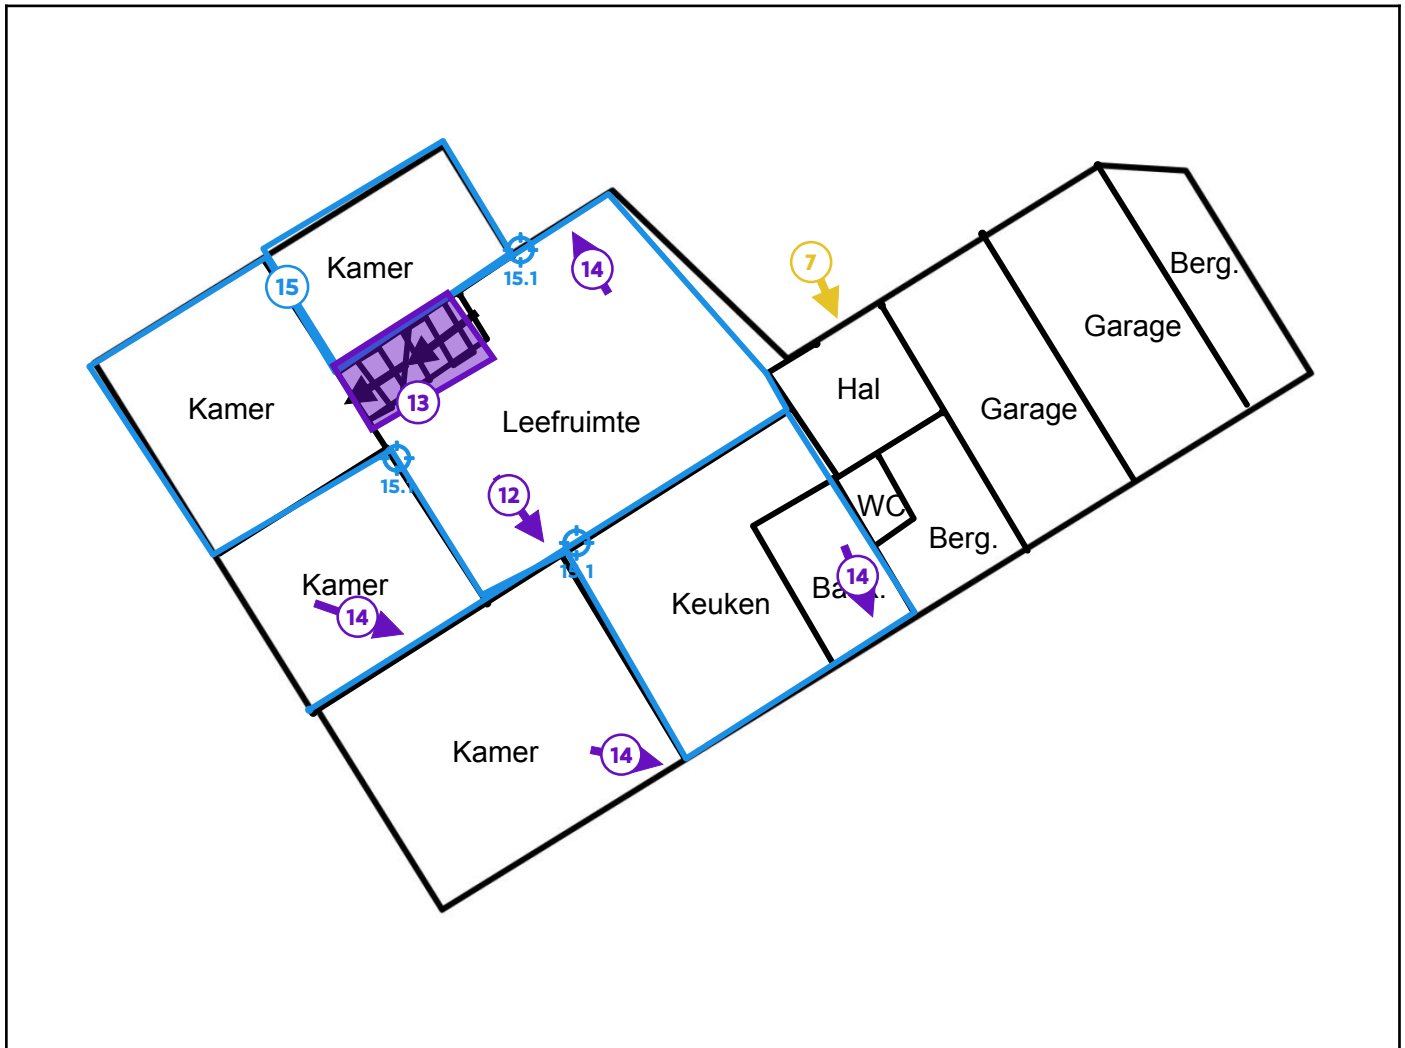 Kamer
15
15.1
14
7
Berg.
Garage
Hal
Kamer
13
Leefruimte
Garage
15.1
12
WC
Berg.
15.1
Kamer
14
Keuken
14
Kamer
14